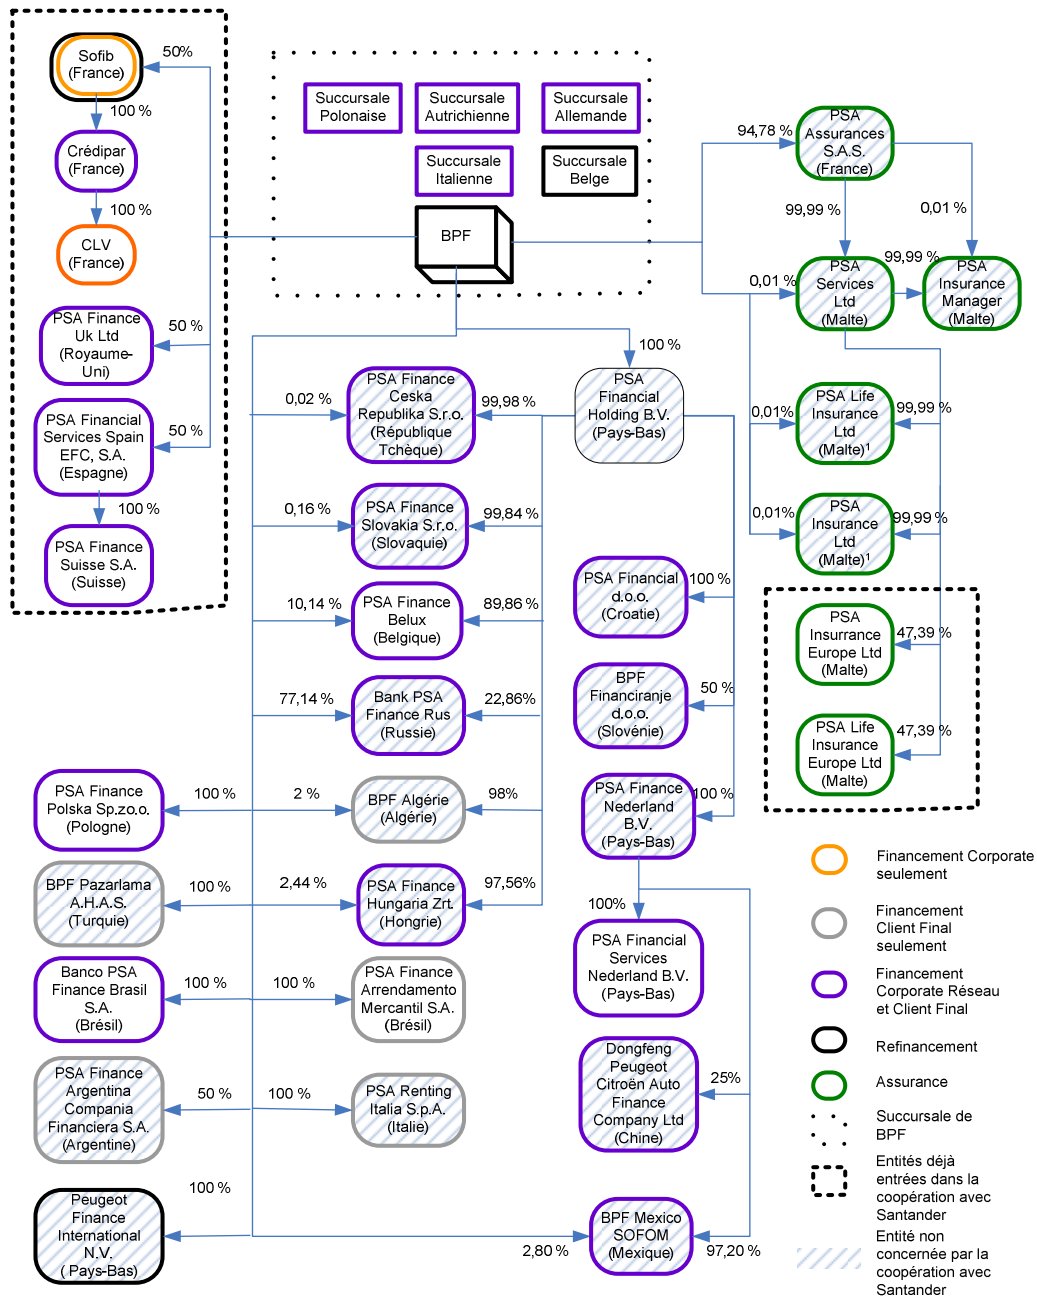 Sofib
(France)
50%
100 %
Crédipar
(France)
100 %
CLV
(France)
PSA Finance
Uk Ltd
(Royaume-
Uni)
50 %
PSA Financial
Services Spain
EFC, S.A.
(Espagne)
50 %
100 %
PSA Finance
Suisse S.A.
(Suisse)
Succursale
Polonaise
Succursale
Autrichienne
Succursale
Allemande
Succursale
Italienne
Succursale
Belge
BPF
94,78 %
PSA
Assurances
S.A.S.
(France)
99,99 %
0,01 %
0,01 %
PSA
Services
Ltd
(Malte)
99,99 %
PSA
Insurance
Manager
(Malte)
100 %
PSA
Financial
Holding B.V.
(Pays-Bas)
0,02 %
PSA Finance
Ceska
Republika S.r.o.
(République
Tchèque)
99,98 %
0,16 %
PSA Finance
Slovakia S.r.o.
(Slovaquie)
99,84 %
10,14 %
PSA Finance
Belux
(Belgique)
89,86 %
77,14 %
Bank PSA
Finance Rus
(Russie)
22,86%
2 %
BPF Algérie
(Algérie)
98%
2,44 %
PSA Finance
Hungaria Zrt.
(Hongrie)
97,56%
100 %
PSA Finance
Arrendamento
Mercantil S.A.
(Brésil)
100 %
PSA Renting
Italia S.p.A.
(Italie)
PSA Finance
Polska Sp.zo.o.
(Pologne)
100 %
BPF Pazarlama
A.H.A.S.
(Turquie)
100 %
Banco PSA
Finance Brasil
S.A.
(Brésil)
100 %
PSA Finance
Argentina
Compania
Financiera S.A.
(Argentine)
50 %
Peugeot
Finance
International
N.V.
( Pays-Bas)
100 %
PSA Financial
d.o.o.
(Croatie)
100 %
BPF
Financiranje
d.o.o.
(Slovénie)
50 %
PSA Finance
Nederland
B.V.
(Pays-Bas)
100 %
100%
PSA Financial
Services
Nederland B.V.
(Pays-Bas)
Dongfeng
Peugeot
Citroën Auto
Finance
Company Ltd
(Chine)
25%
2,80 %
BPF Mexico
SOFOM
(Mexique)
97,20%
0,01%
PSA Life
Insurance
Ltd
(Malte)¹
99,99 %
0,01%
PSA
Insurance
Ltd
(Malte)¹
99,99 %
PSA
Insurrance
Europe Ltd
(Malte)
47,39 %
PSA Life
Insurance
Europe Ltd
(Malte)
47,39 %
Financement Corporate
seulement
Financement
Client Final
seulement
Financement
Corporate Réseau
et Client Final
Refinancement
Assurance
Succursale de
BPF
Entités déjà
entrées dans la
coopération avec
Santander
Entité non
concernée par la
coopération avec
Santander